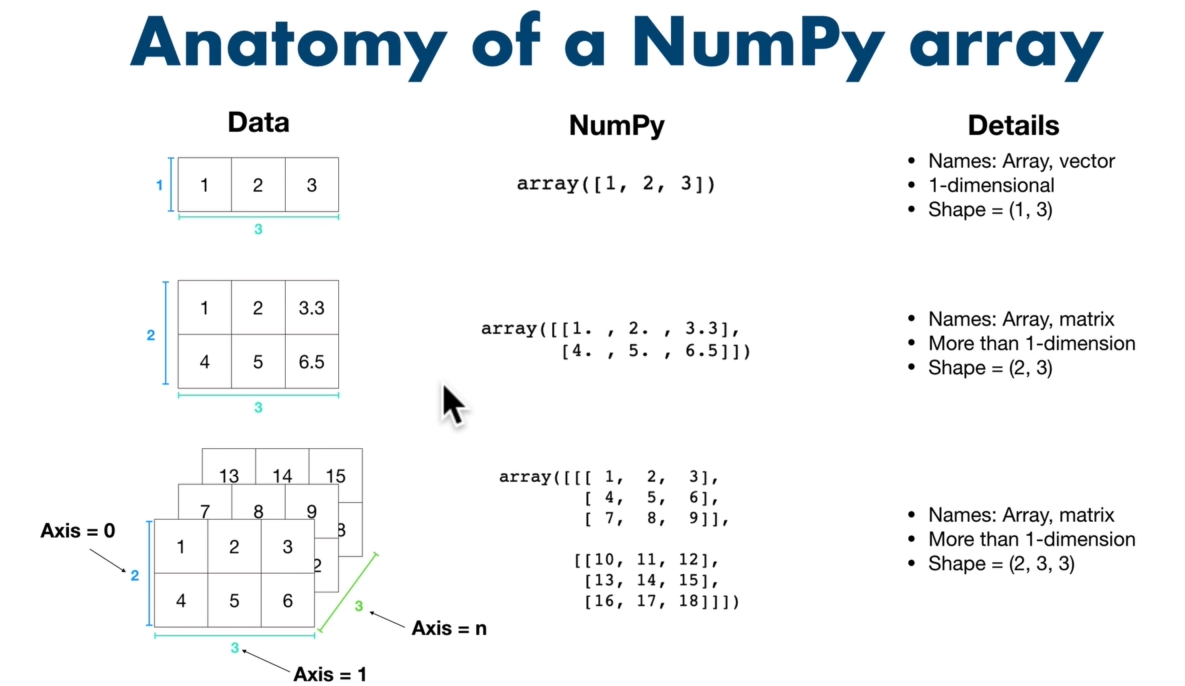 Anatomy of a NumPy array
Data
NumPy
Details
1
1 2 3
3
array([1, 2, 3])
• Names: Array, vector
• 1-dimensional
• Shape = (1, 3)
2
1 2 3.3
4 5 6.5
3
array([[1. , 2. , 3.3],
[4. , 5. , 6.5]])
• Names: Array, matrix
• More than 1-dimension
• Shape = (2, 3)
13 14 15
7 8 9
8
1 2 3
2
4 5 6
Axis = 0
2
3
Axis = 1
3
Axis = n
array([[[ 1, 2, 3],
[ 4, 5, 6],
[ 7, 8, 9]],
[[10, 11, 12],
[13, 14, 15],
[16, 17, 18]]])
• Names: Array, matrix
• More than 1-dimension
• Shape = (2, 3, 3)